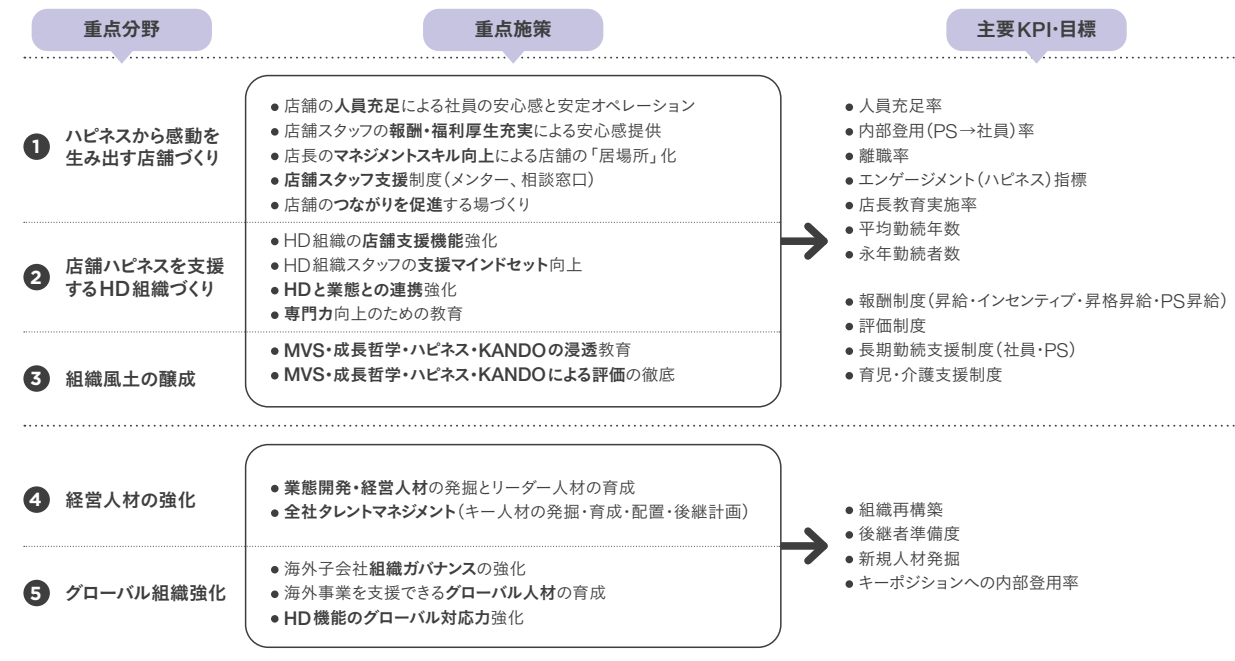 重点分野
重点施策
主要KPI・目標
1 ハピネスから感動を
生み出す店舗づくり
● 店舗の人員充足による社員の安心感と安定オペレーション
● 店舗スタッフの報酬・福利厚生充実による安心感提供
● 店長のマネジメントスキル向上による店舗の「居場所」化
● 店舗スタッフ支援制度(メンター、相談窓口)
● 店舗のつながりを促進する場づくり
2 店舗ハピネスを支援
するHD組織づくり
● HD組織の店舗支援機能強化
● HD組織スタッフの支援マインドセット向上
● HDと業態との連携強化
● 専門力向上のための教育
3 組織風土の醸成
● MVS・成長哲学・ハピネス・KANDOの浸透教育
● MVS・成長哲学・ハピネス・KANDOによる評価の徹底
● 人員充足率
● 内部登用(PS→社員)率
● 離職率
● エンゲージメント(ハピネス)指標
● 店長教育実施率
● 平均勤続年数
● 永年勤続者数
● 報酬制度(昇給・インセンティブ・昇格昇給・PS昇給)
● 評価制度
● 長期勤続支援制度(社員・PS)
● 育児・介護支援制度
4 経営人材の強化
● 業態開発・経営人材の発掘とリーダー人材の育成
● 全社タレントマネジメント(キー人材の発掘・育成・配置・後継計画)
5 グローバル組織強化
● 海外子会社組織ガバナンスの強化
● 海外事業を支援できるグローバル人材の育成
● HD機能のグローバル対応力強化
● 組織再構築
● 後継者準備度
● 新規人材発掘
● キーポジションへの内部登用率